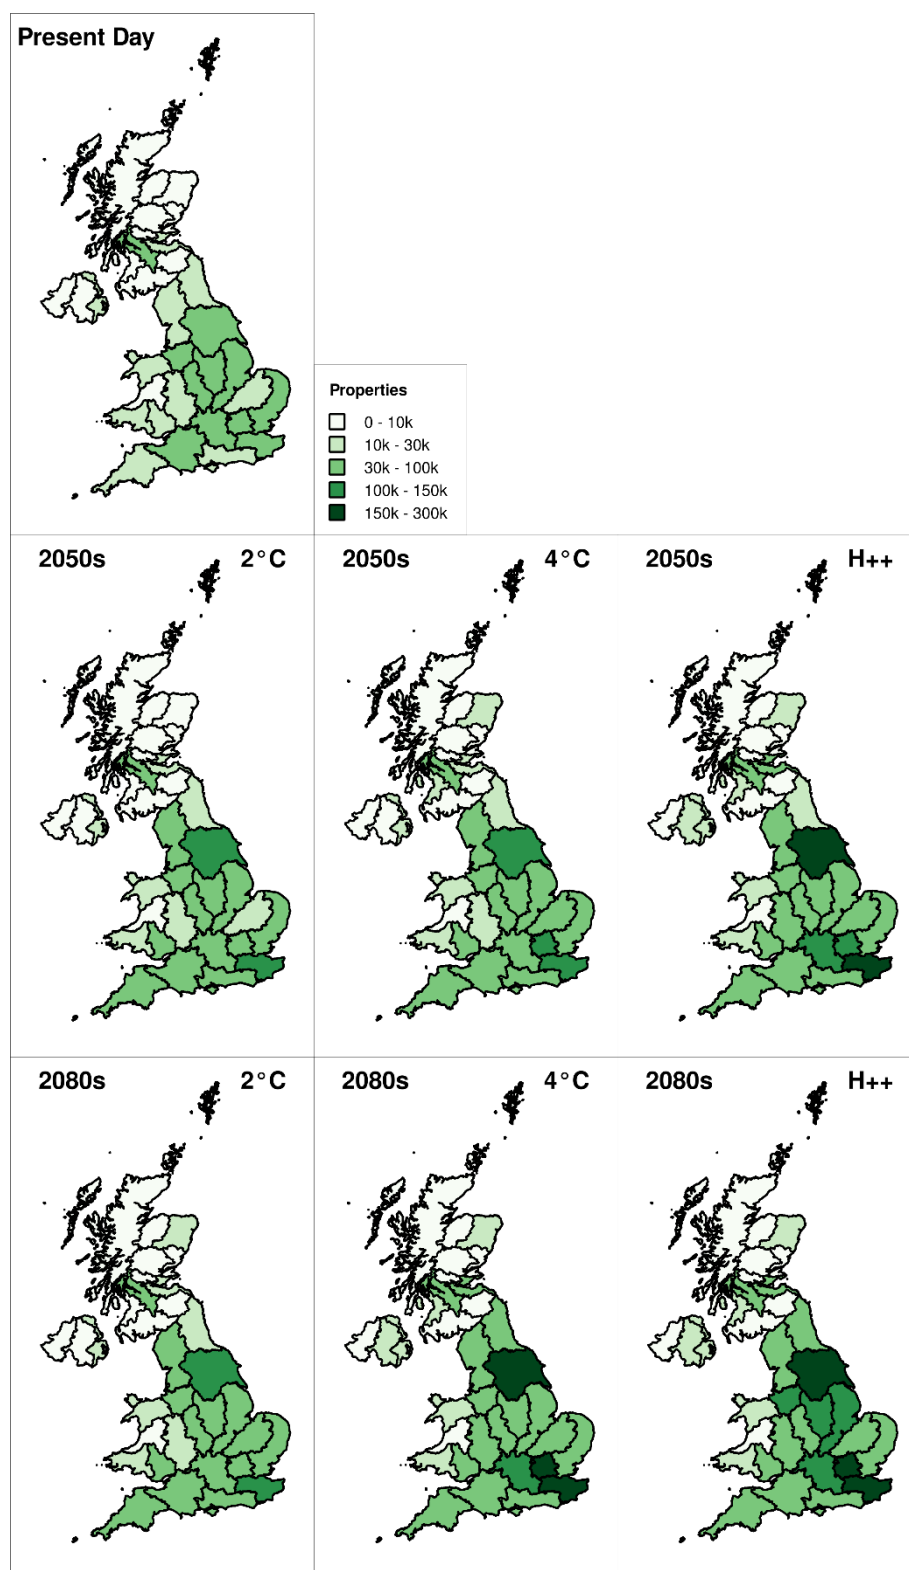 Present Day
Properties
0 - 10k
10k - 30k
30k - 100k
100k - 150k
150k - 300k
2050s 2°C
2050s 4°C
2050s H++
2080s 2°C
2080s 4°C
2080s H++